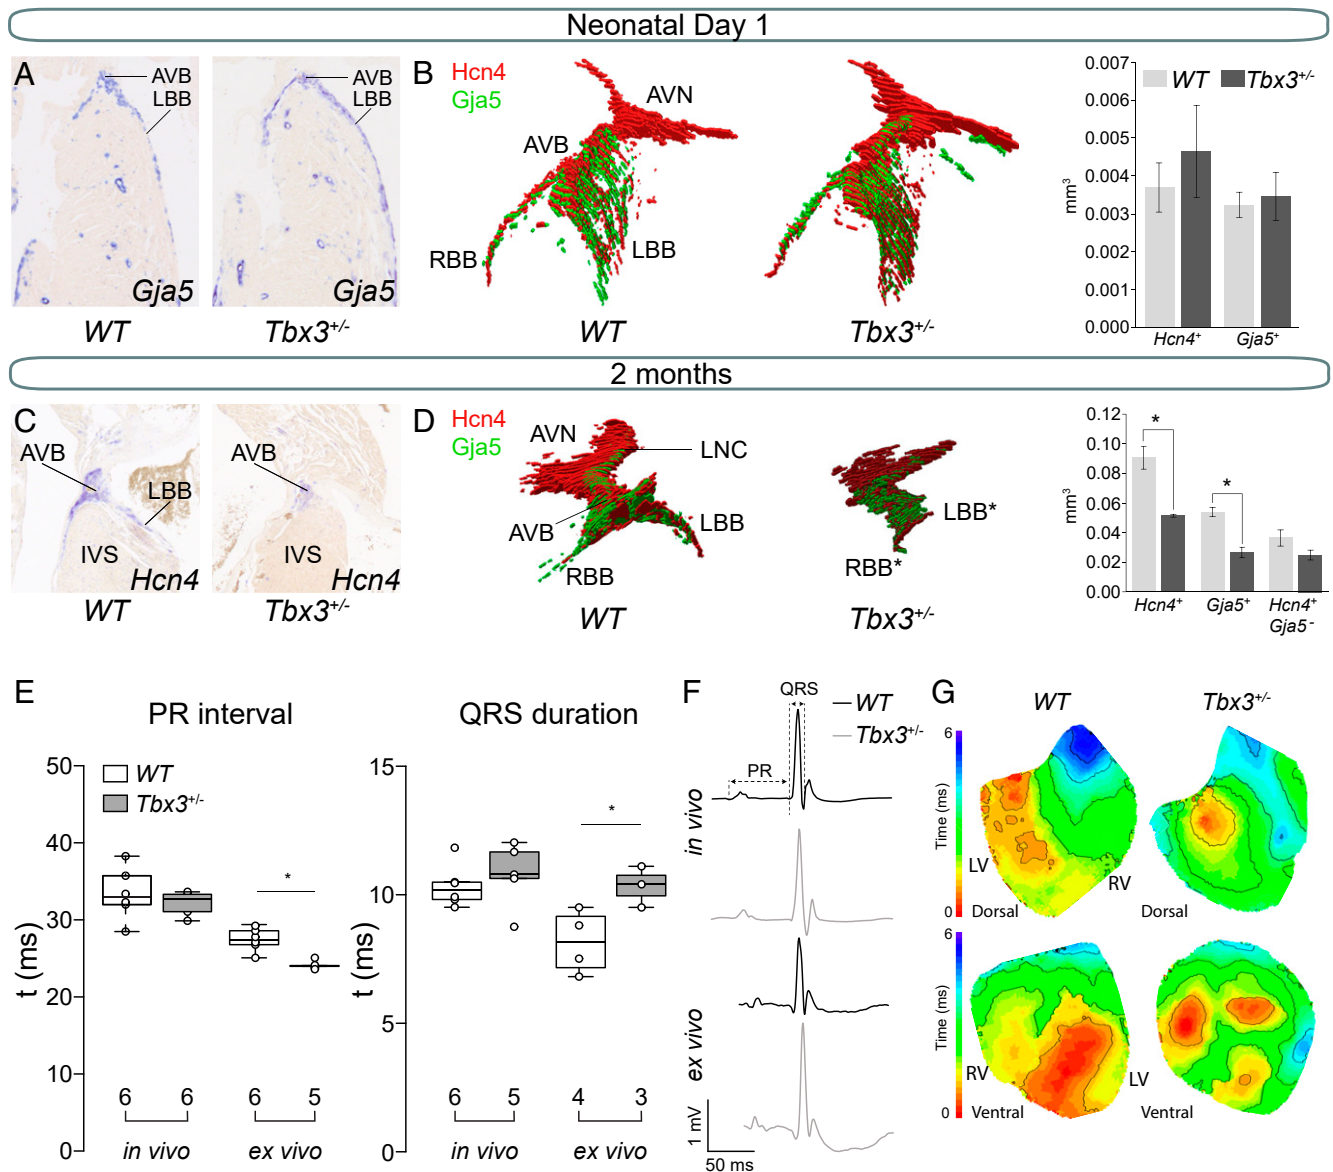 Neonatal Day 1
A
AVB
LBB
Gja5
WT
AVB
LBB
Gja5
Tbx3+/-
B
Hcn4
Gja5
AVN
AVB
RBB
LBB
WT
Tbx3+/-
WT Tbx3+/-
mm³
0.007
0.006
0.005
0.004
0.003
0.002
0.001
0.000
Hcn4+ Gja5+
2 months
C
AVB
LBB
IVS
Hcn4
WT
AVB
IVS
Hcn4
Tbx3+/-
D
Hcn4
Gja5
AVN
LNC
AVB
LBB
RBB
WT
LBB*
RBB*
Tbx3+/-
mm³
0.12
0.10
0.08
0.06
0.04
0.02
0.00
*
*
Hcn4+ Gja5+ Hcn4+
Gja5-
E
PR interval
WT
Tbx3+/-
t (ms)
50
40
30
20
10
0
*
6 6 6 5
in vivo ex vivo
QRS duration
t (ms)
15
10
5
0
*
6 5 4 3
in vivo ex vivo
F
QRS
WT
Tbx3+/-
PR
in vivo
ex vivo
1 mV
50 ms
G
WT Tbx3+/-
6
Time (ms)
0
LV
RV
Dorsal Dorsal
6
Time (ms)
0
RV
LV
Ventral Ventral